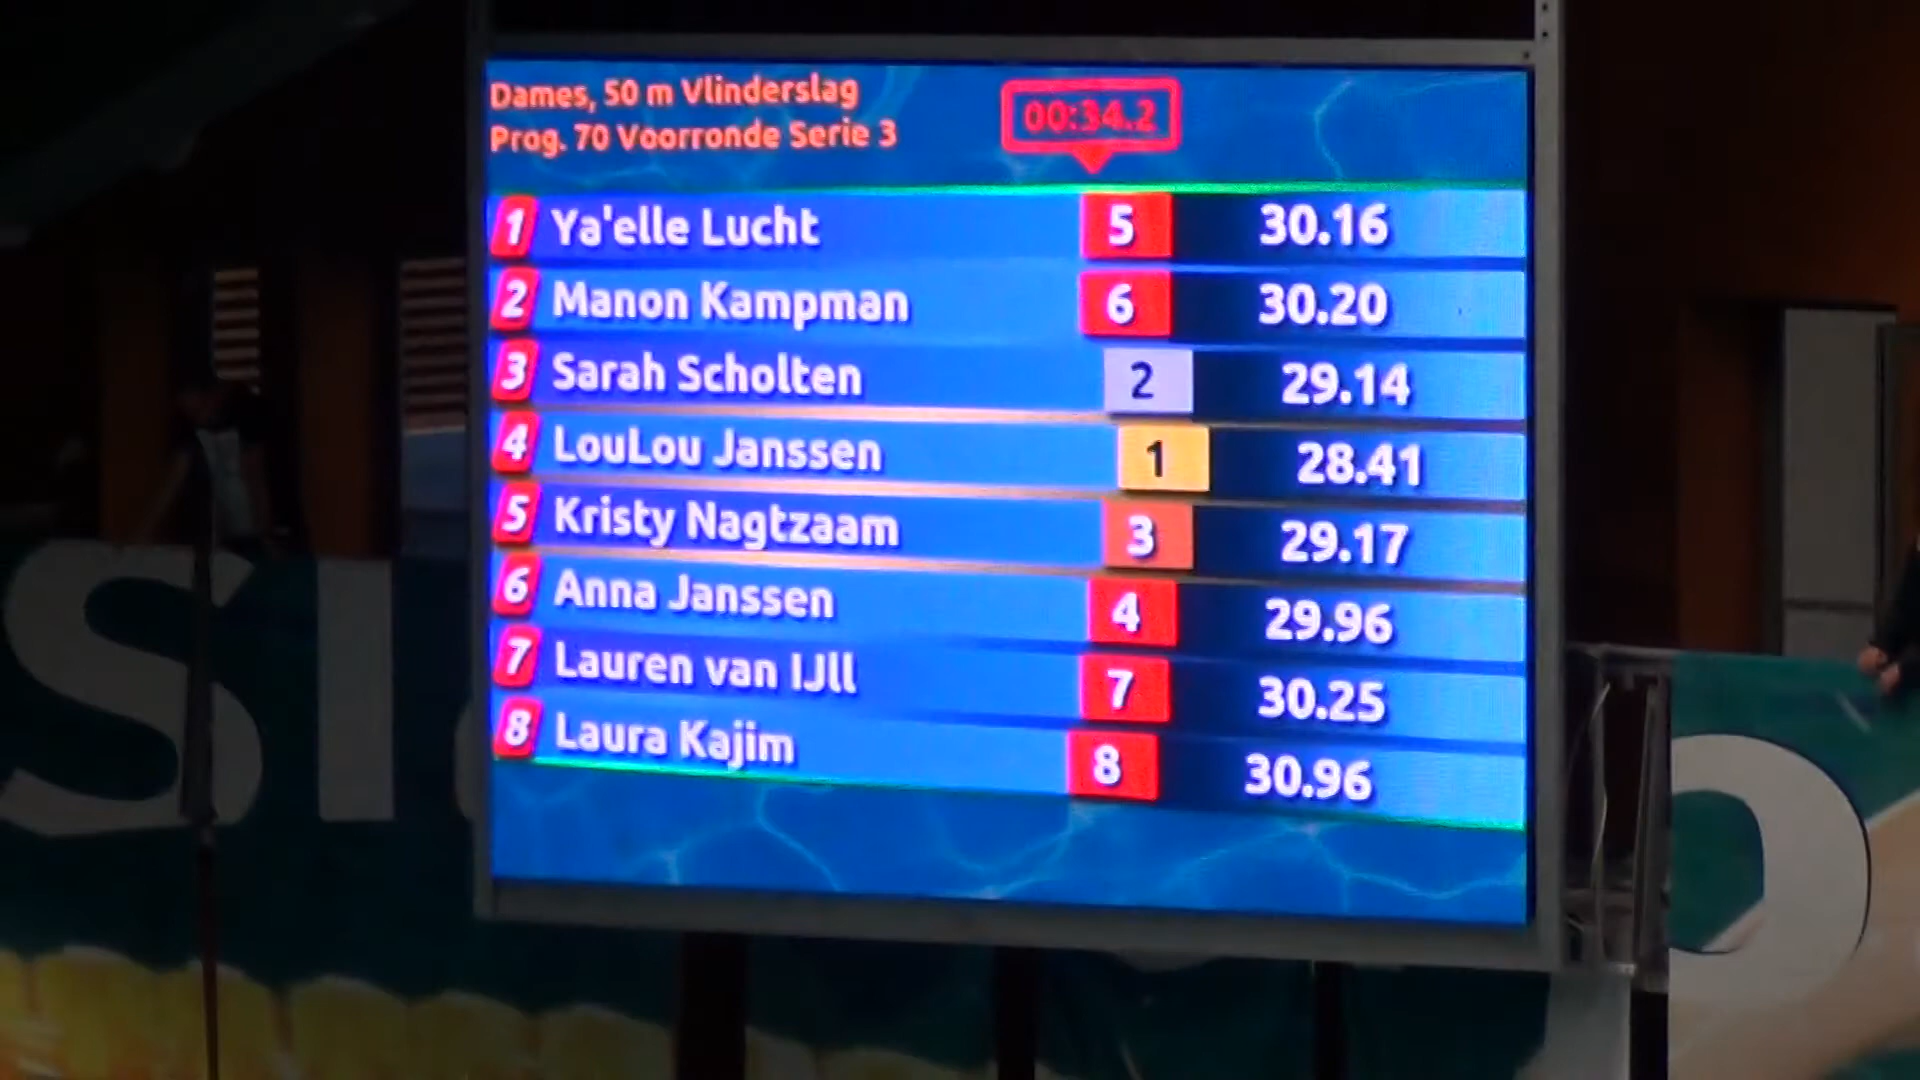 Dames, 50 m Vlinderslag
Prog. 70 Voorronde Serie 3
00:34.2
1 Ya'elle Lucht 5 30.16
2 Manon Kampman 6 30.20
3 Sarah Scholten 2 29.14
4 LouLou Janssen 1 28.41
5 Kristy Nagtzaam 3 29.17
6 Anna Janssen 4 29.96
7 Lauren van IJll 7 30.25
8 Laura Kajim 8 30.96